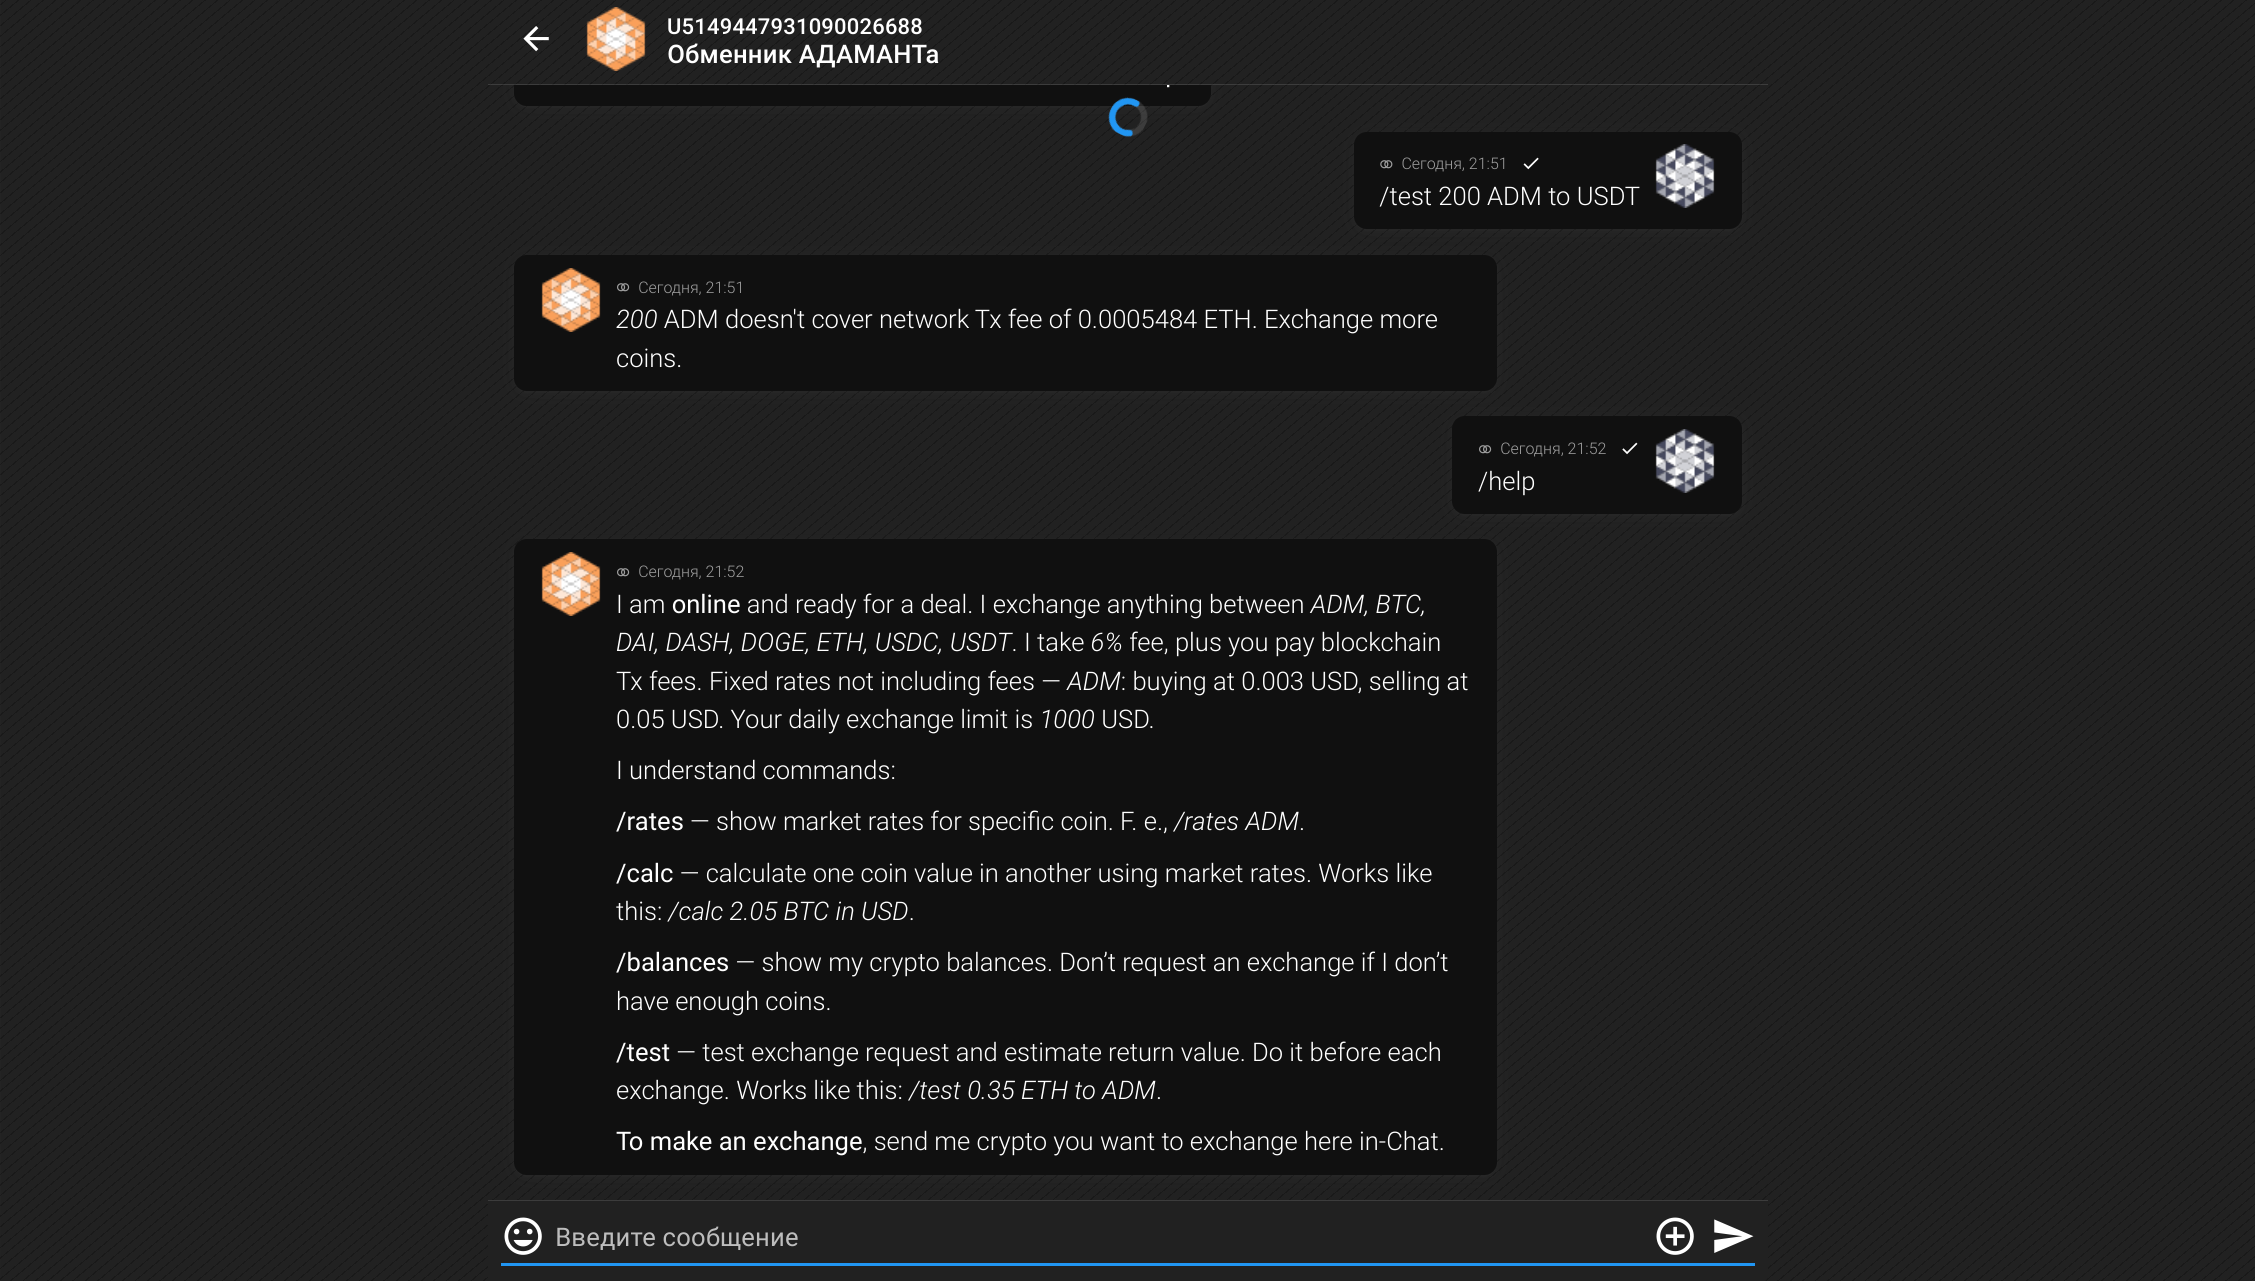 U5149447931090026688
Обменник АДАМАНТа
Сегодня, 21:51
/test 200 ADM to USDT
Сегодня, 21:51
200 ADM doesn't cover network Tx fee of 0.0005484 ETH. Exchange more
coins.
Сегодня, 21:52
/help
Сегодня, 21:52
I am online and ready for a deal. I exchange anything between ADM, BTC,
DAI, DASH, DOGE, ETH, USDC, USDT. I take 6% fee, plus you pay blockchain
Tx fees. Fixed rates not including fees — ADM: buying at 0.003 USD, selling at
0.05 USD. Your daily exchange limit is 1000 USD.
I understand commands:
/rates — show market rates for specific coin. F. e., /rates ADM.
/calc — calculate one coin value in another using market rates. Works like
this: /calc 2.05 BTC in USD.
/balances — show my crypto balances. Don’t request an exchange if I don’t
have enough coins.
/test — test exchange request and estimate return value. Do it before each
exchange. Works like this: /test 0.35 ETH to ADM.
To make an exchange, send me crypto you want to exchange here in-Chat.
Введите сообщение